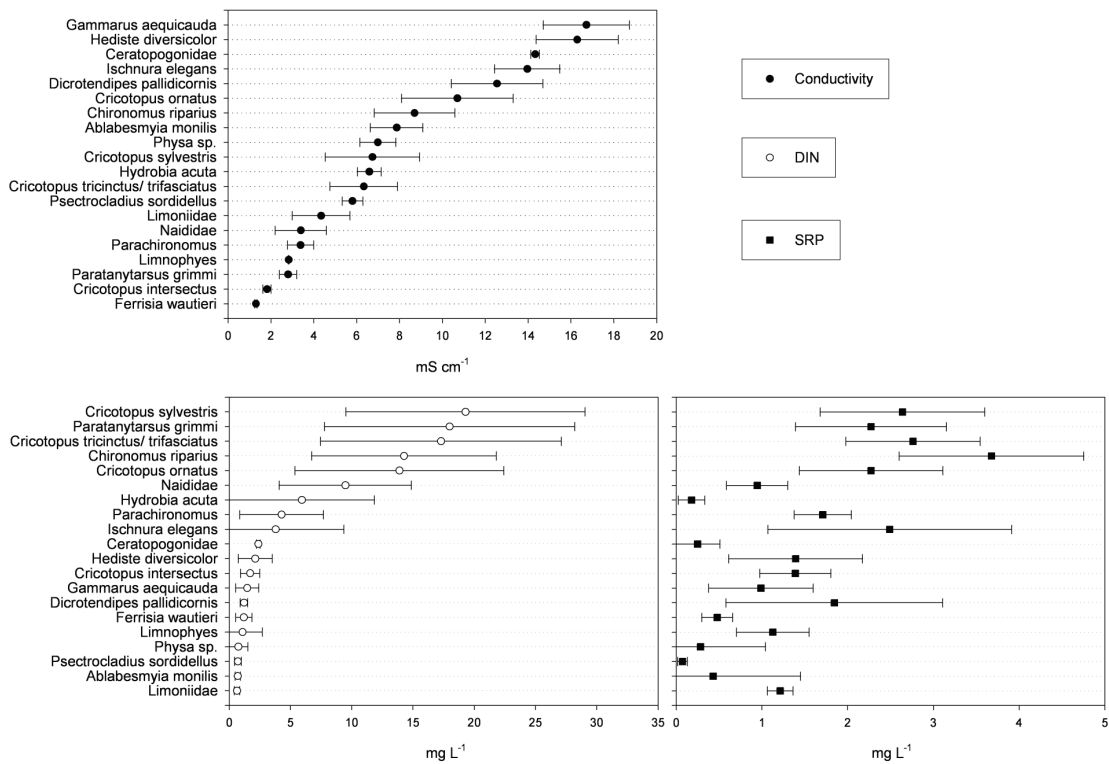 Gammarus aequicauda
Hediste diversicolor
Ceratopogonidae
Ischnura elegans
Dicrotendipes pallidicornis
Cricotopus ornatus
Chironomus riparius
Ablabesmyia monilis
Physa sp.
Cricotopus sylvestris
Hydrobia acuta
Cricotopus tricinctus/ trifasciatus
Psectrocladius sordidellus
Limoniidae
Naididae
Parachironomus
Limnophyes
Paratanytarsus grimmi
Cricotopus intersectus
Ferrisia wautieri
0 2 4 6 8 10 12 14 16 18 20
mS cm-1
Conductivity
DIN
SRP
Cricotopus sylvestris
Paratanytarsus grimmi
Cricotopus tricinctus/ trifasciatus
Chironomus riparius
Cricotopus ornatus
Naididae
Hydrobia acuta
Parachironomus
Ischnura elegans
Ceratopogonidae
Hediste diversicolor
Cricotopus intersectus
Gammarus aequicauda
Dicrotendipes pallidicornis
Ferrisia wautieri
Limnophyes
Physa sp.
Psectrocladius sordidellus
Ablabesmyia monilis
Limoniidae
0 5 10 15 20 25 30 35
mg L-1
0 1 2 3 4 5
mg L-1